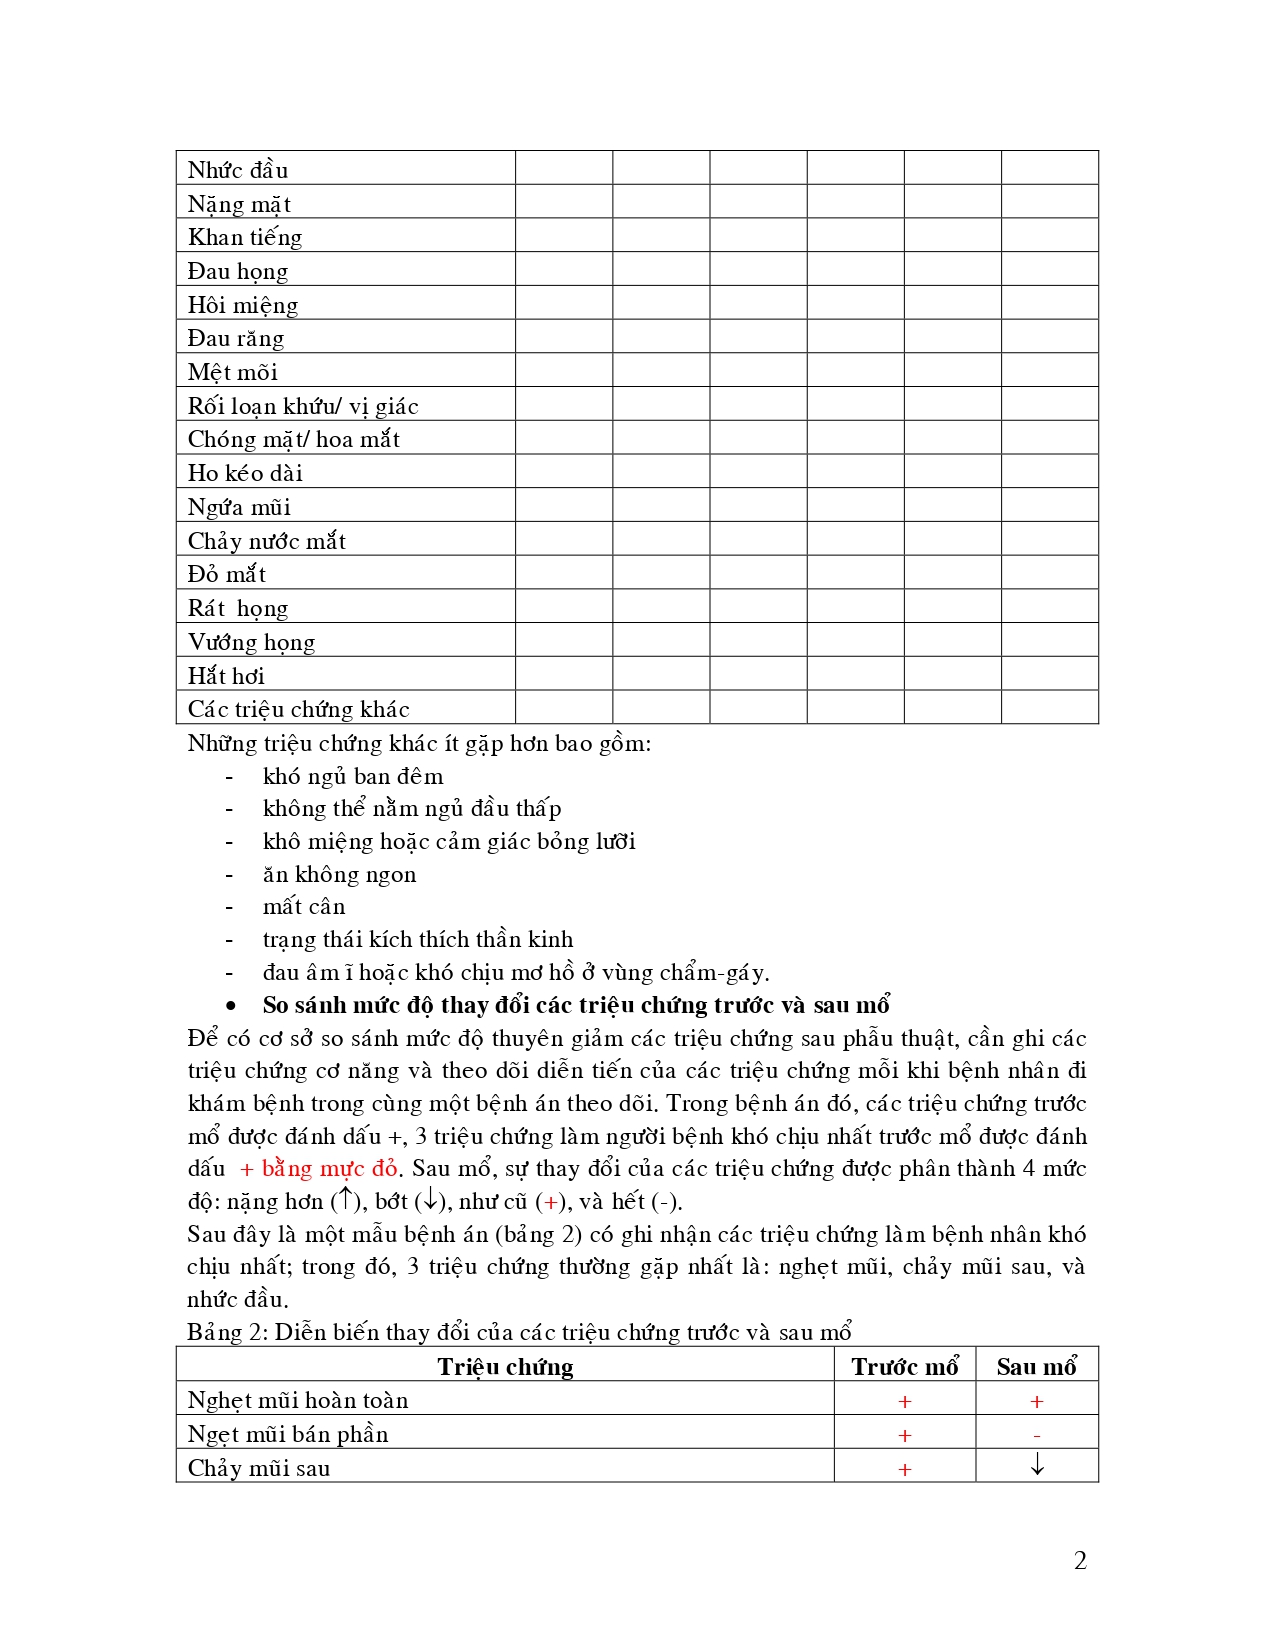 Nhức đầu
Nặng mặt
Khan tiếng
Đau họng
Hôi miệng
Đau răng
Mệt mõi
Rối loạn khứu/ vị giác
Chóng mặt/ hoa mắt
Ho kéo dài
Ngứa mũi
Chảy nước mắt
Đỏ mắt
Rát họng
Vướng họng
Hắt hơi
Các triệu chứng khác
Những triệu chứng khác ít gặp hơn bao gồm:
- khó ngủ ban đêm
- không thể nằm ngủ đầu thấp
- khô miệng hoặc cảm giác bỏng lưỡi
- ăn không ngon
- mất cân
- trạng thái kích thích thần kinh
- đau âm ĩ hoặc khó chịu mơ hồ ở vùng chẩm-gáy.
• So sánh mức độ thay đổi các triệu chứng trước và sau mổ
Để có cơ sở so sánh mức độ thuyên giảm các triệu chứng sau phẫu thuật, cần ghi các
triệu chứng cơ năng và theo dõi diễn tiến của các triệu chứng mỗi khi bệnh nhân đi
khám bệnh trong cùng một bệnh án theo dõi. Trong bệnh án đó, các triệu chứng trước
mổ được đánh dấu +, 3 triệu chứng làm người bệnh khó chịu nhất trước mổ được đánh
dấu + bằng mực đỏ. Sau mổ, sự thay đổi của các triệu chứng được phân thành 4 mức
độ: nặng hơn (↑), bớt (↓), như cũ (+), và hết (-).
Sau đây là một mẫu bệnh án (bảng 2) có ghi nhận các triệu chứng làm bệnh nhân khó
chịu nhất; trong đó, 3 triệu chứng thường gặp nhất là: nghẹt mũi, chảy mũi sau, và
nhức đầu.
Bảng 2: Diễn biến thay đổi của các triệu chứng trước và sau mổ
Triệu chứng Trước mổ Sau mổ
Nghẹt mũi hoàn toàn + +
Ngẹt mũi bán phần + -
Chảy mũi sau + ↓
2